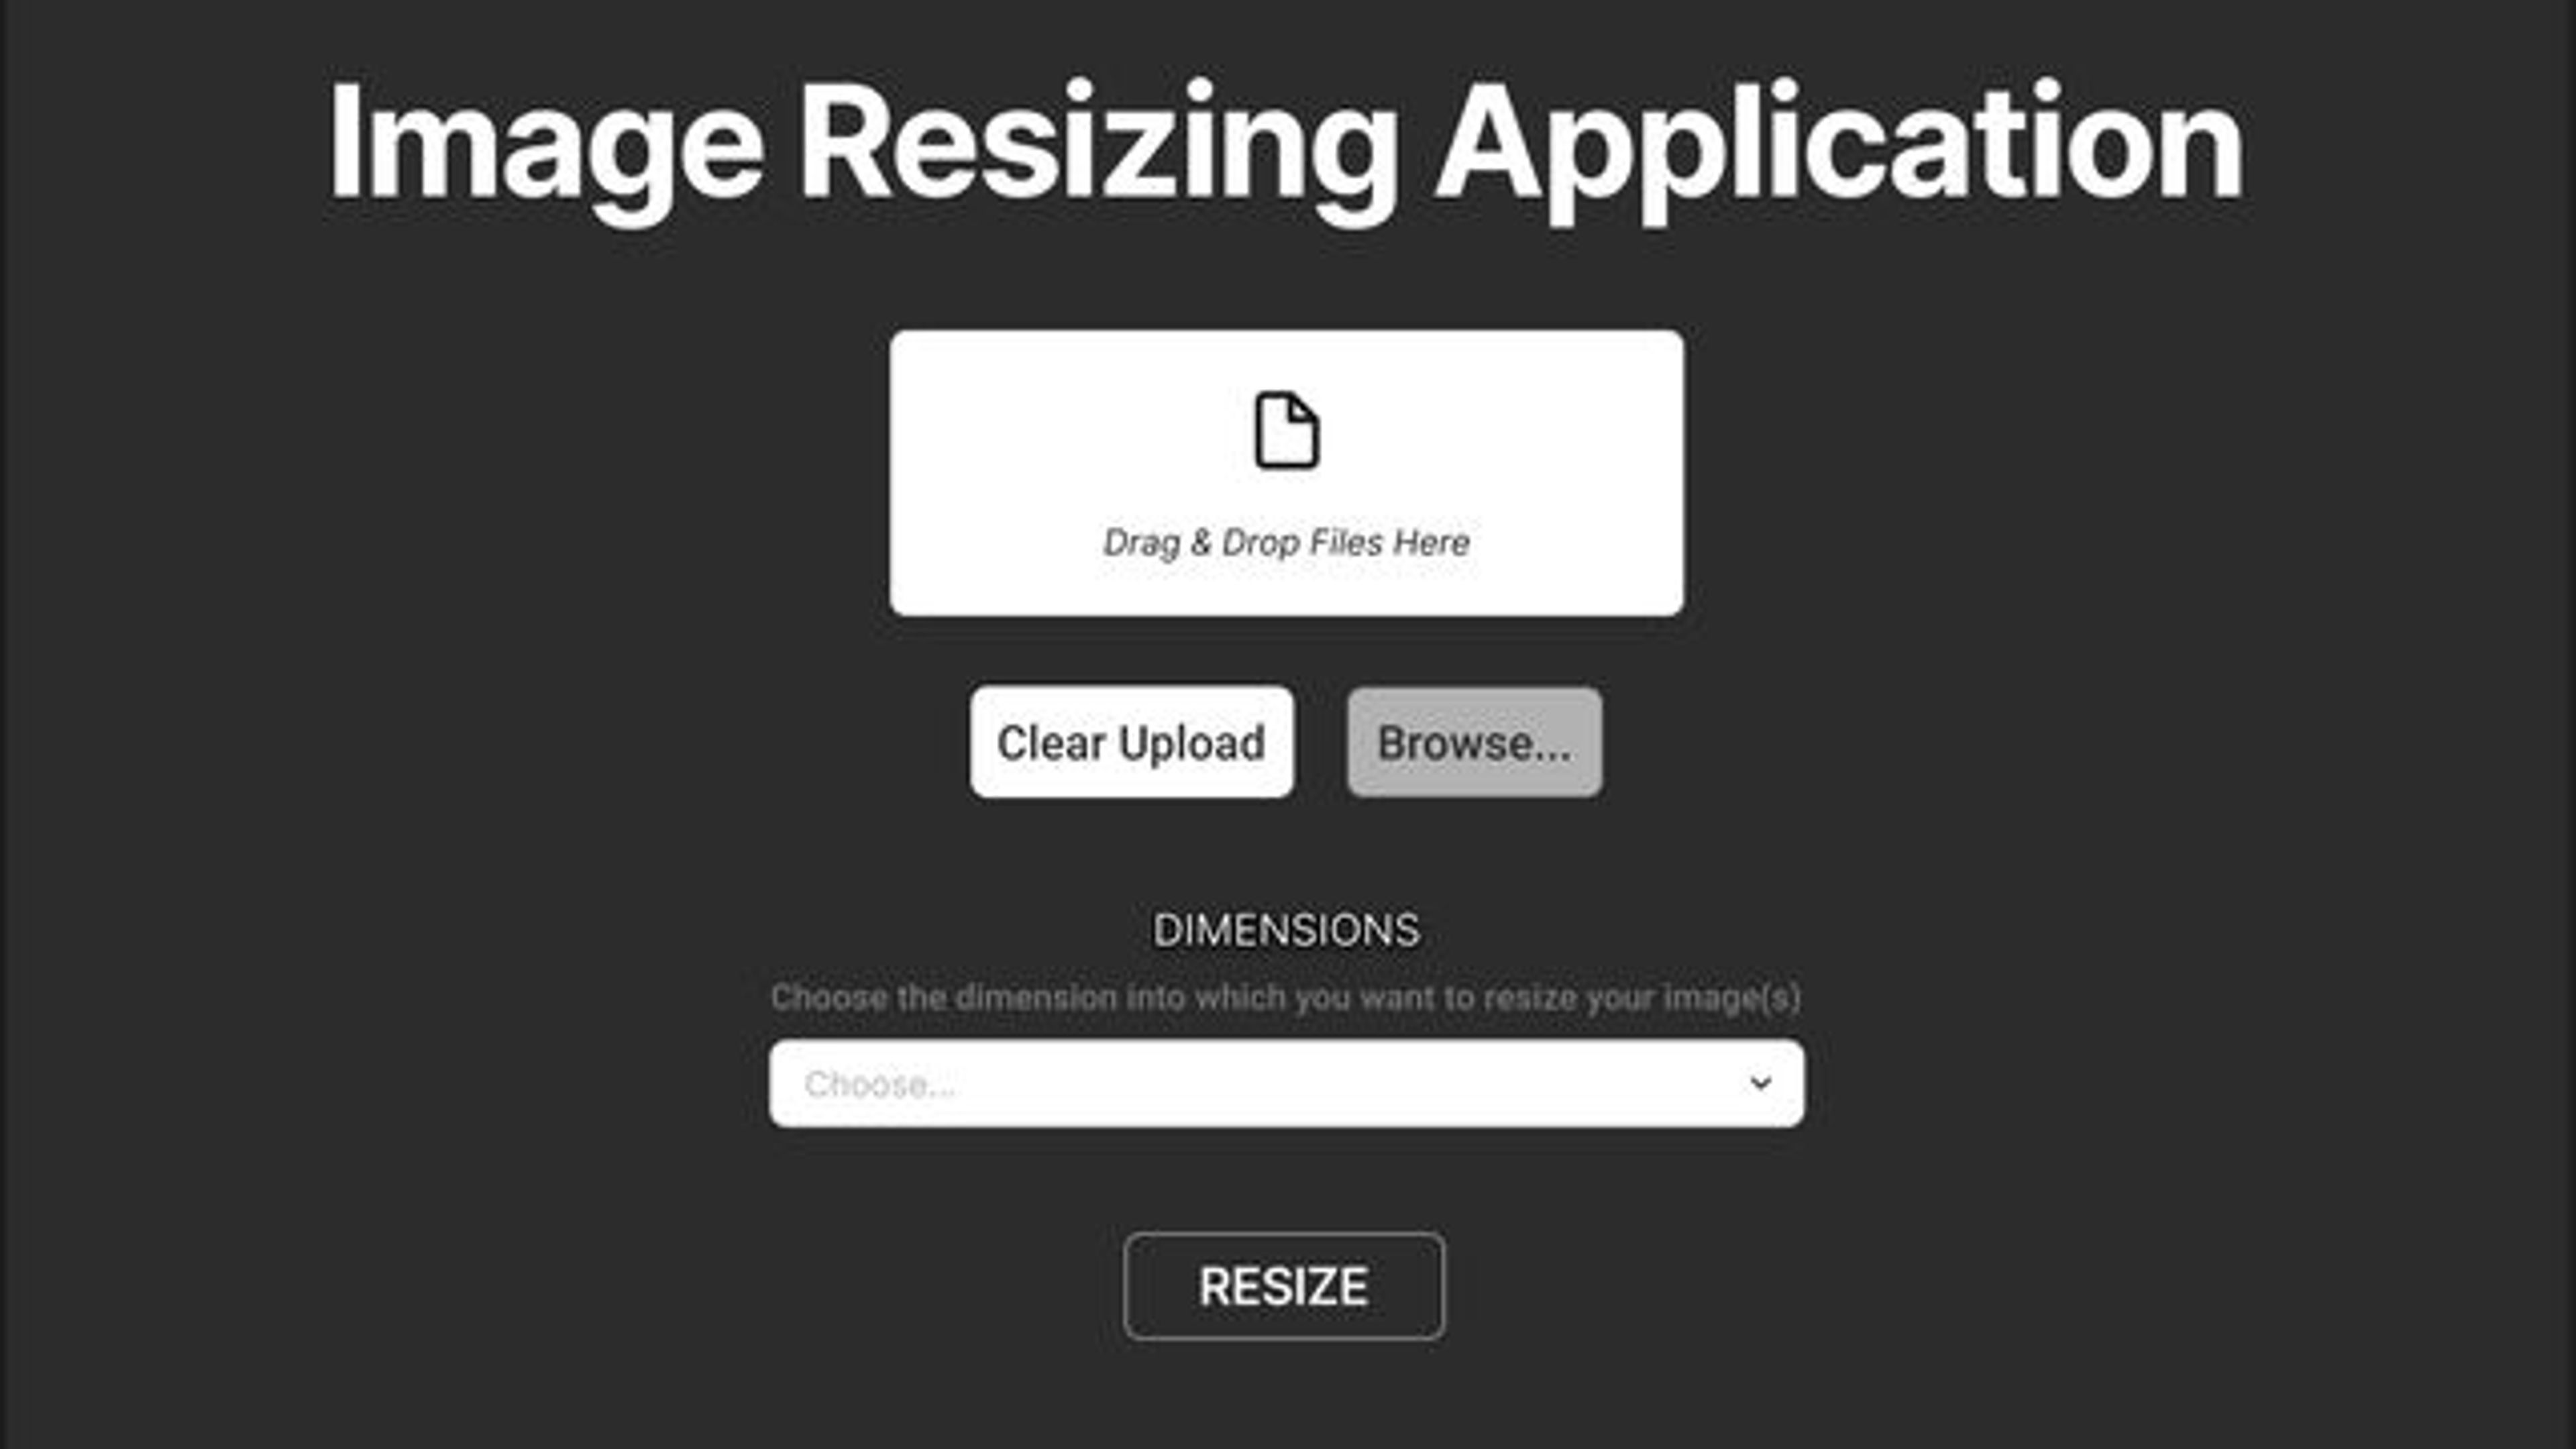 Image Resizing Application
Drag & Drop Files Here
Clear Upload
Browse...
DIMENSIONS
Choose the dimension into which you want to resize your image(s)
Choose...
RESIZE